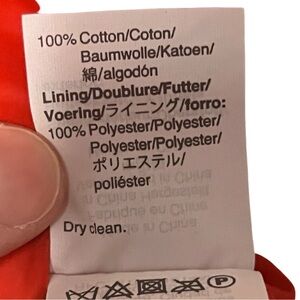 100% Cotton/Coton/
Baumwolle/Katoen/
綿/algodón
Lining/Doublure/Futter/
Voering/ライニング/forro:
100% Polyester/Polyester/
Polyester/Polyester/
ポリエステル/
poliéster
Dry clean.
P